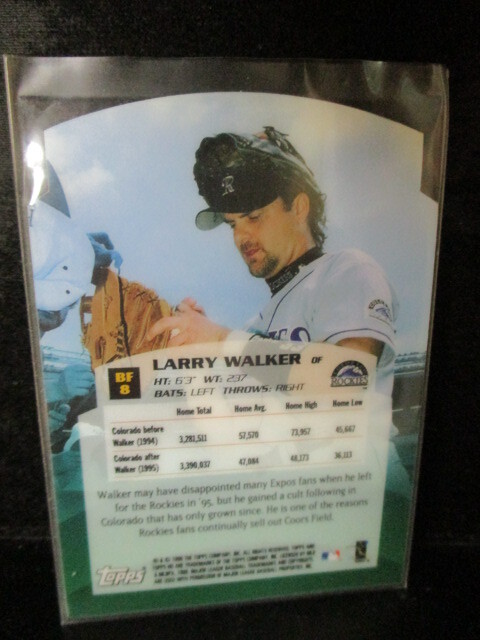 R
LARRY WALKER OF
BF
8
HT: 6'3" WT: 237
BATS: LEFT THROWS: RIGHT
ROCKIES
Home Total Home Avg. Home High Home Low
Colorado before
Walker (1994) 3,281,511 57,570 73,957 45,687
Colorado after
Walker (1995) 3,390,037 47,084 48,173 36,113
Walker may have disappointed many Expos fans when he left
for the Rockies in '95, but he gained a cult following in
Colorado that has only grown since. He is one of the reasons
Rockies fans continually sell out Coors Field.
Topps